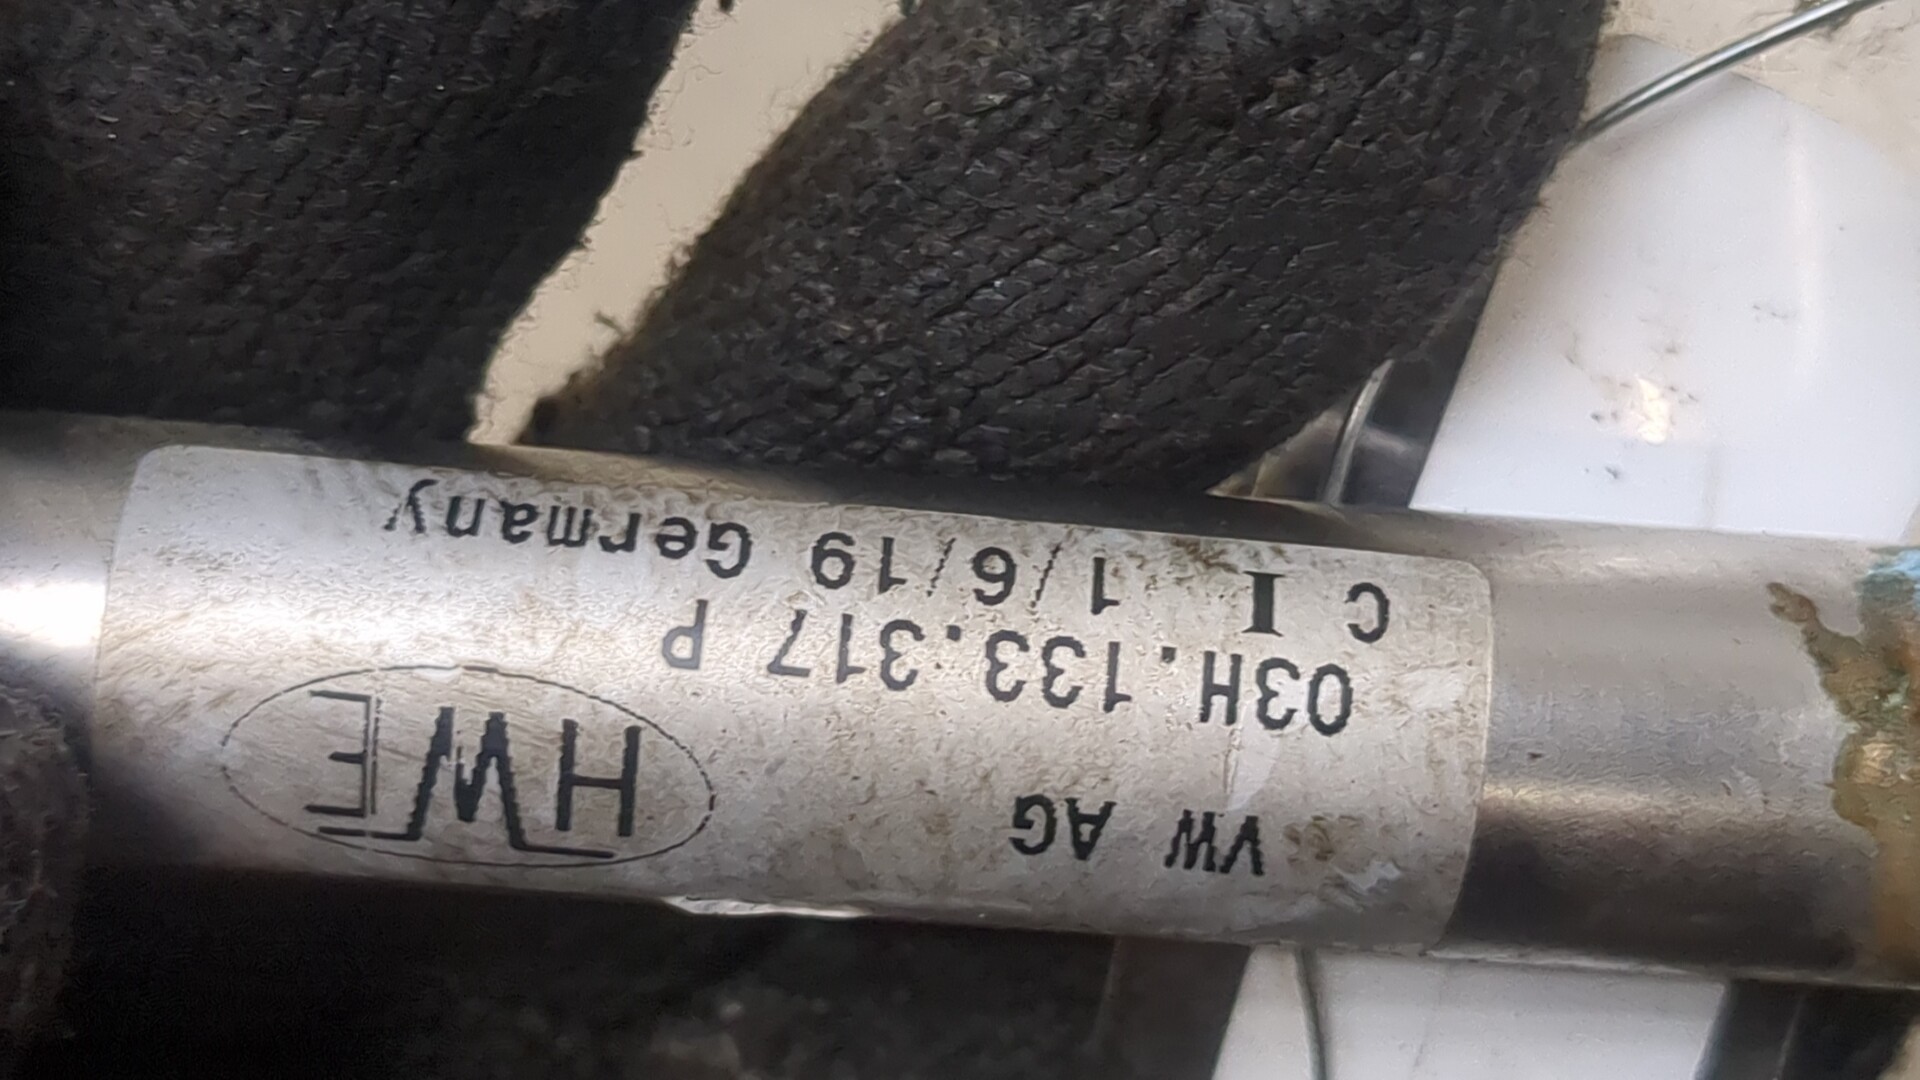 VW AG
HWE
03H.133.317 P
C I 1/6/19 Germany